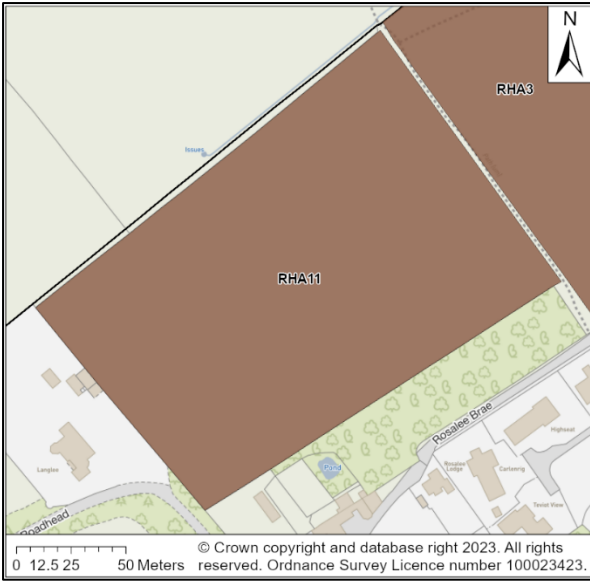 N
RHA3
Issues
RHA11
Rosalee Brae
Highseat
Pond
Rosalee
Lodge
Carlenrig
Langlee
Teviot View
Roadhead
0 12.5 25 50 Meters
© Crown copyright and database right 2023. All rights
reserved. Ordnance Survey Licence number 100023423.